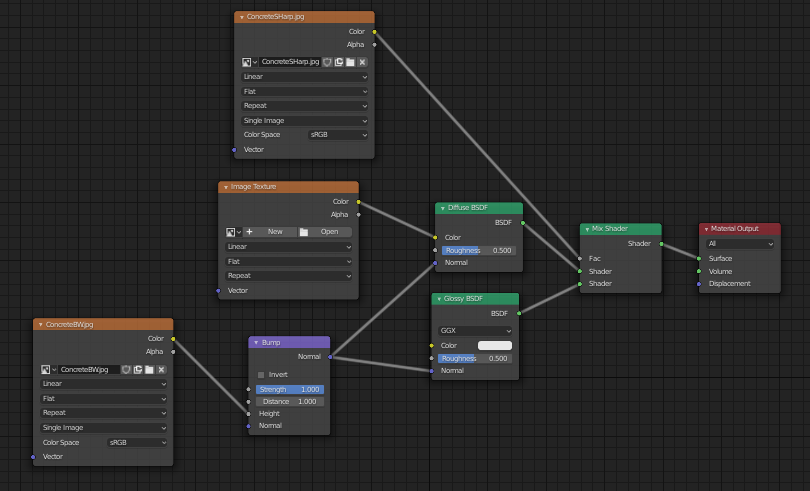 ConcreteSHarp.jpg
Color
Alpha
ConcreteSHarp.jpg
Linear
Flat
Repeat
Single Image
Color Space sRGB
Vector
Image Texture
Color
Alpha
New Open
Linear
Flat
Repeat
Vector
Diffuse BSDF
BSDF
Color
Roughness 0.500
Normal
Mix Shader
Shader
Fac
Shader
Shader
Material Output
All
Surface
Volume
Displacement
Glossy BSDF
BSDF
GGX
Color
Roughness 0.500
Normal
ConcreteBW.jpg
Color
Alpha
ConcreteBW.jpg
Linear
Flat
Repeat
Single Image
Color Space sRGB
Vector
Bump
Normal
Invert
Strength 1.000
Distance 1.000
Height
Normal